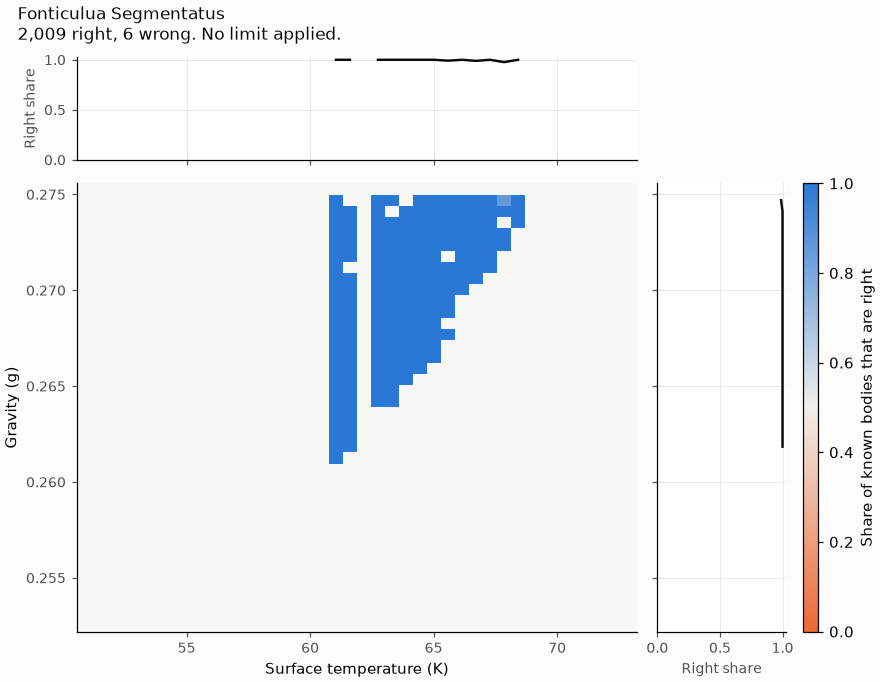 Fonticulua Segmentatus
2,009 right, 6 wrong. No limit applied.
Right share
1.0
0.5
0.0
Gravity (g)
0.275
0.270
0.265
0.260
0.255
55 60 65 70
Surface temperature (K)
0.0 0.5 1.0
Right share
1.0
0.8
0.6
0.4
0.2
0.0
Share of known bodies that are right